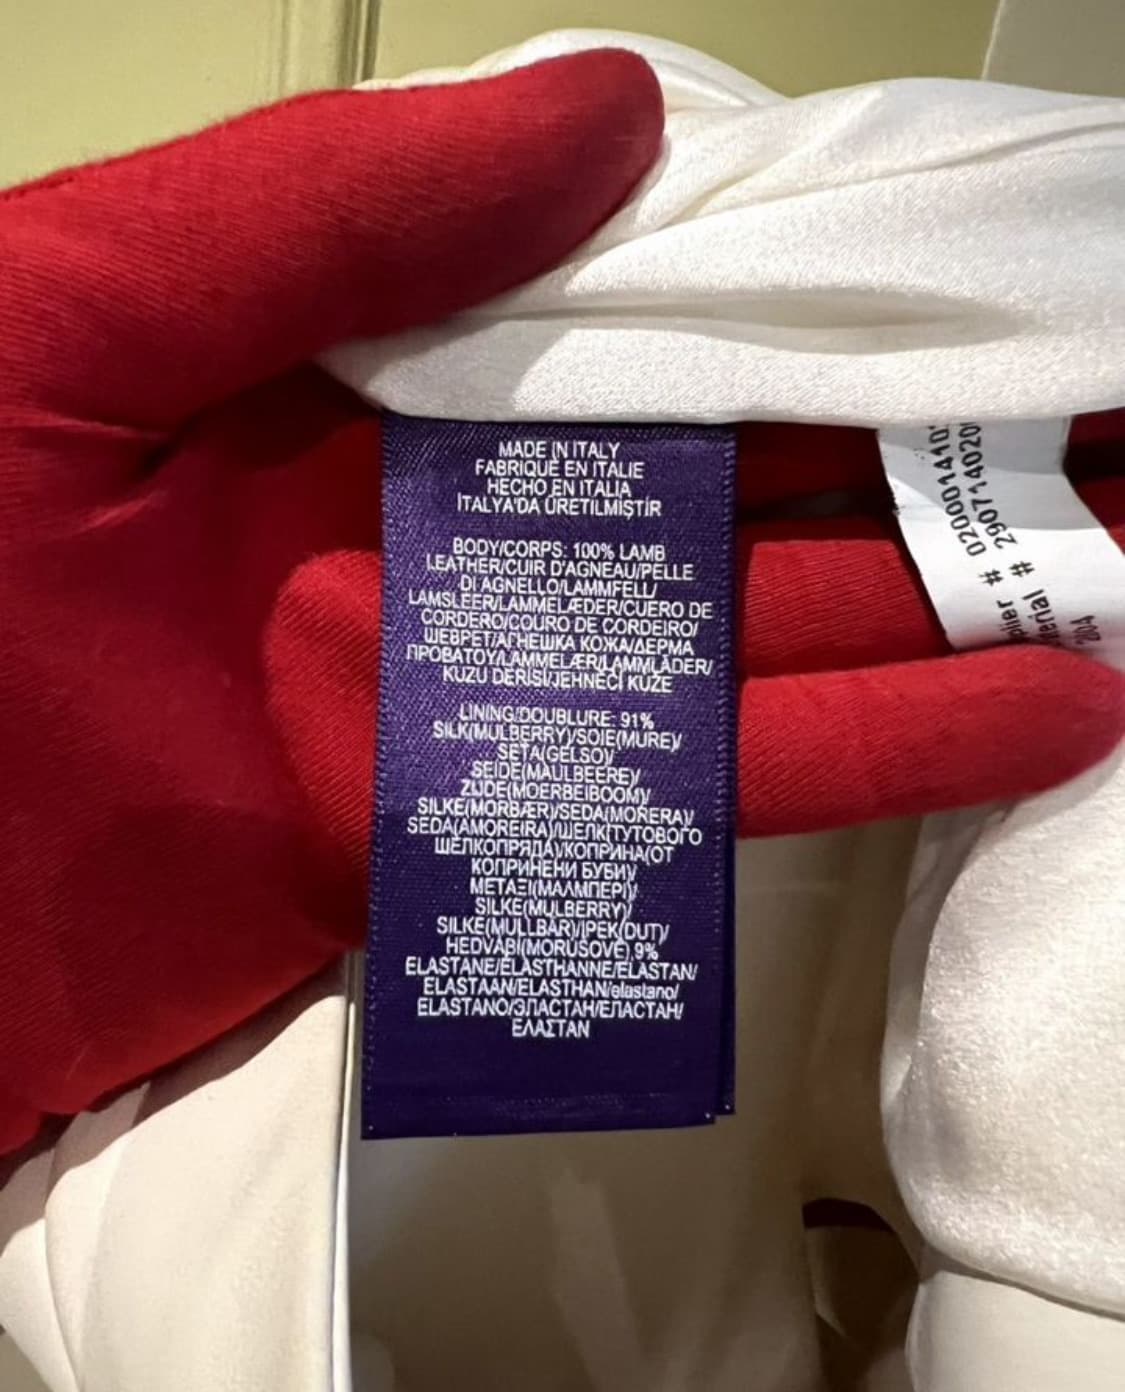 MADE IN ITALY
FABRIQUÉ EN ITALIE
HECHO EN ITALIA
İTALYA'DA ÜRETİLMİŞTİR
BODY/CORPS: 100% LAMB
LEATHER/CUIR D'AGNEAU/PELLE
DI AGNELLO/LAMMFELL/
LAMSLEER/LAMMELÆDER/CUERO DE
CORDERO/COURO DE CORDEIRO/
ШЕВРЕТ/АГНЕШКА КОЖА/ΔΕΡΜΑ
ΠΡΟΒΑΤΟΥ/LAMMELÆR/LAMMLÄDER/
KUZU DERİSİ/JEHNĚČÍ KŮŽE
LINING/DOUBLURE: 91%
SILK(MULBERRY)/SOIE(MURE)/
SETA(GELSO)/
SEIDE(MAULBEERE)/
ZIJDE(MOERBEIBOOM)/
SILKE(MORBÆR)/SEDA(MORERA)/
SEDA(AMOREIRA)/ШЕЛК(ТУТОВОГО
ШЕЛКОПРЯДА)/КОПРИНА(ОТ
КОПРИНЕНИ БУБИ)/
ΜΕΤΑΞΙ(ΜΑΛΜΠΕΡΙ)/
SILKE(MULBERRY)/
SILKE(MULLBÄR)/IPEK(DUT)/
HEDVÁBÍ(MORUŠOVÉ) 9%
ELASTANE/ÉLASTHANNE/ELASTAN/
ELASTAAN/ELASTHAN/elastano/
ELASTANO/ЭЛАСТАН/ЕЛАСТАН/
ΕΛΑΣΤΑΝ
# 020001410
# 290714020